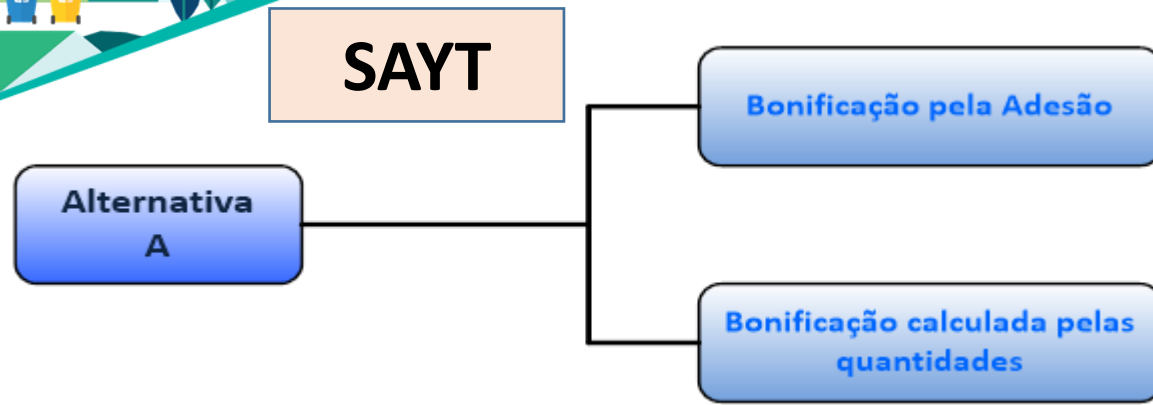 SAYT
Bonificação pela Adesão
Alternativa
A
Bonificação calculada pelas
quantidades